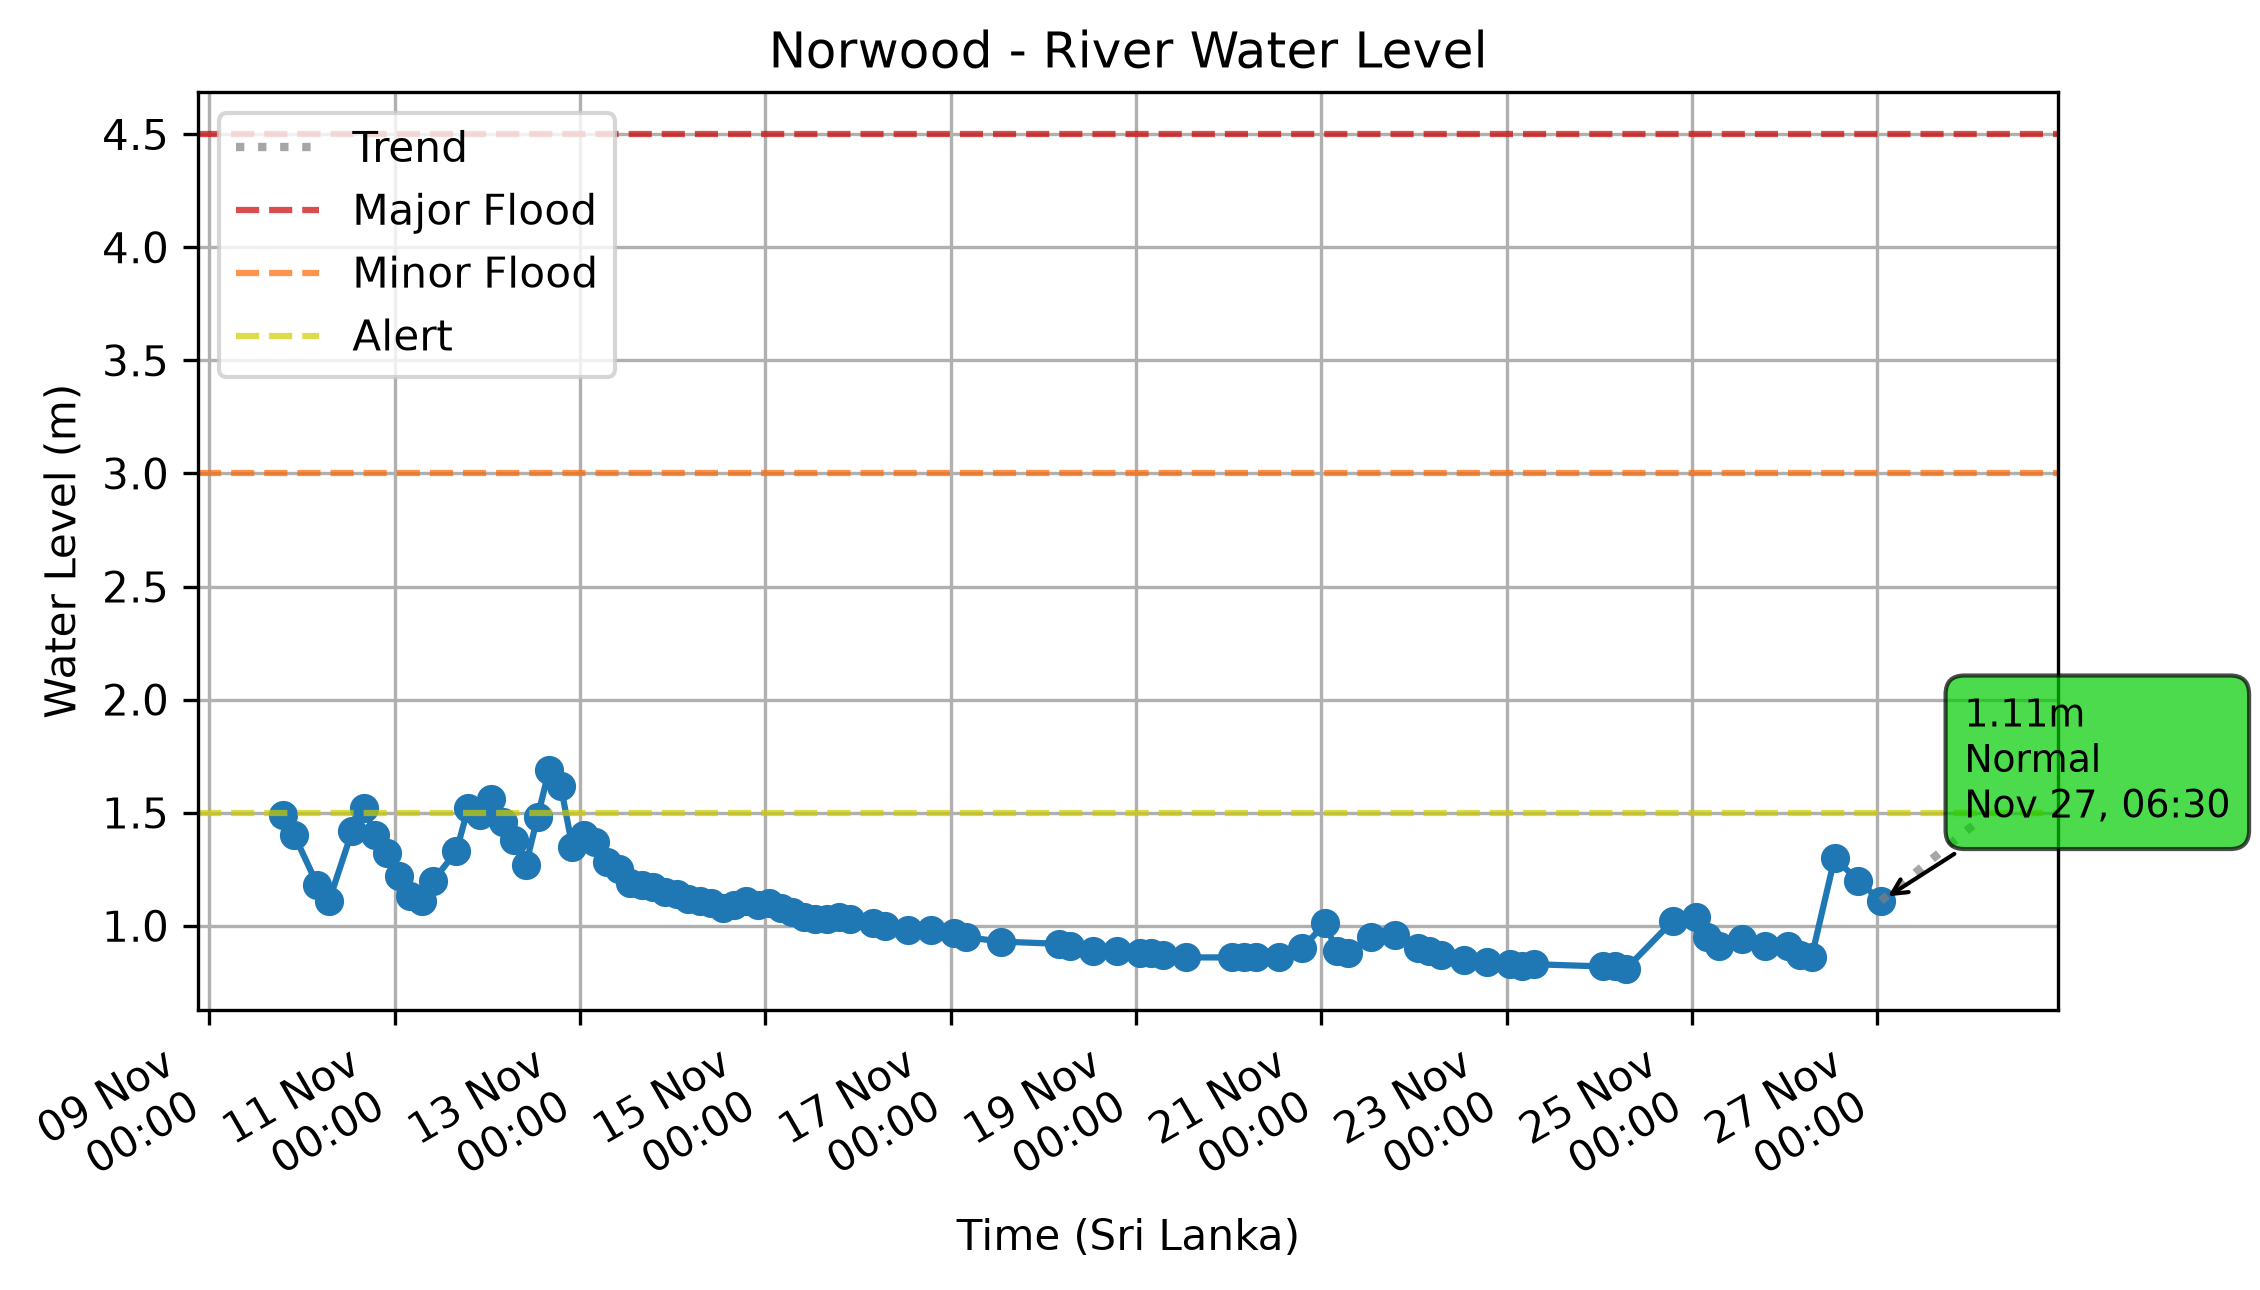 Norwood - River Water Level
Trend
Major Flood
Minor Flood
Alert
4.5
4.0
3.5
3.0
2.5
2.0
1.5
1.0
Water Level (m)
1.11m
Normal
Nov 27, 06:30
09 Nov
00:00
11 Nov
00:00
13 Nov
00:00
15 Nov
00:00
17 Nov
00:00
19 Nov
00:00
21 Nov
00:00
23 Nov
00:00
25 Nov
00:00
27 Nov
00:00
Time (Sri Lanka)